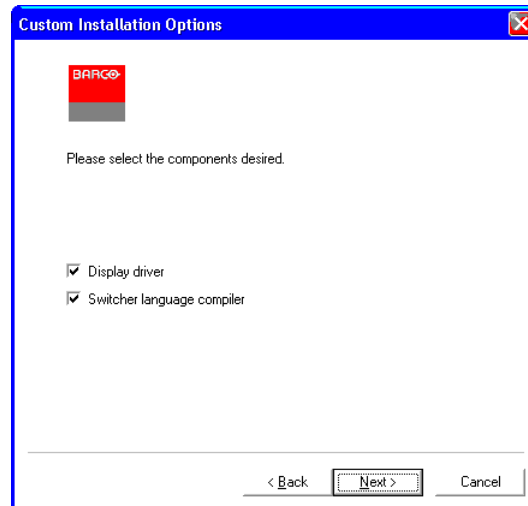 Custom Installation Options
BARCO
Please select the components desired.
Display driver
Switcher language compiler
< Back
Next >
Cancel